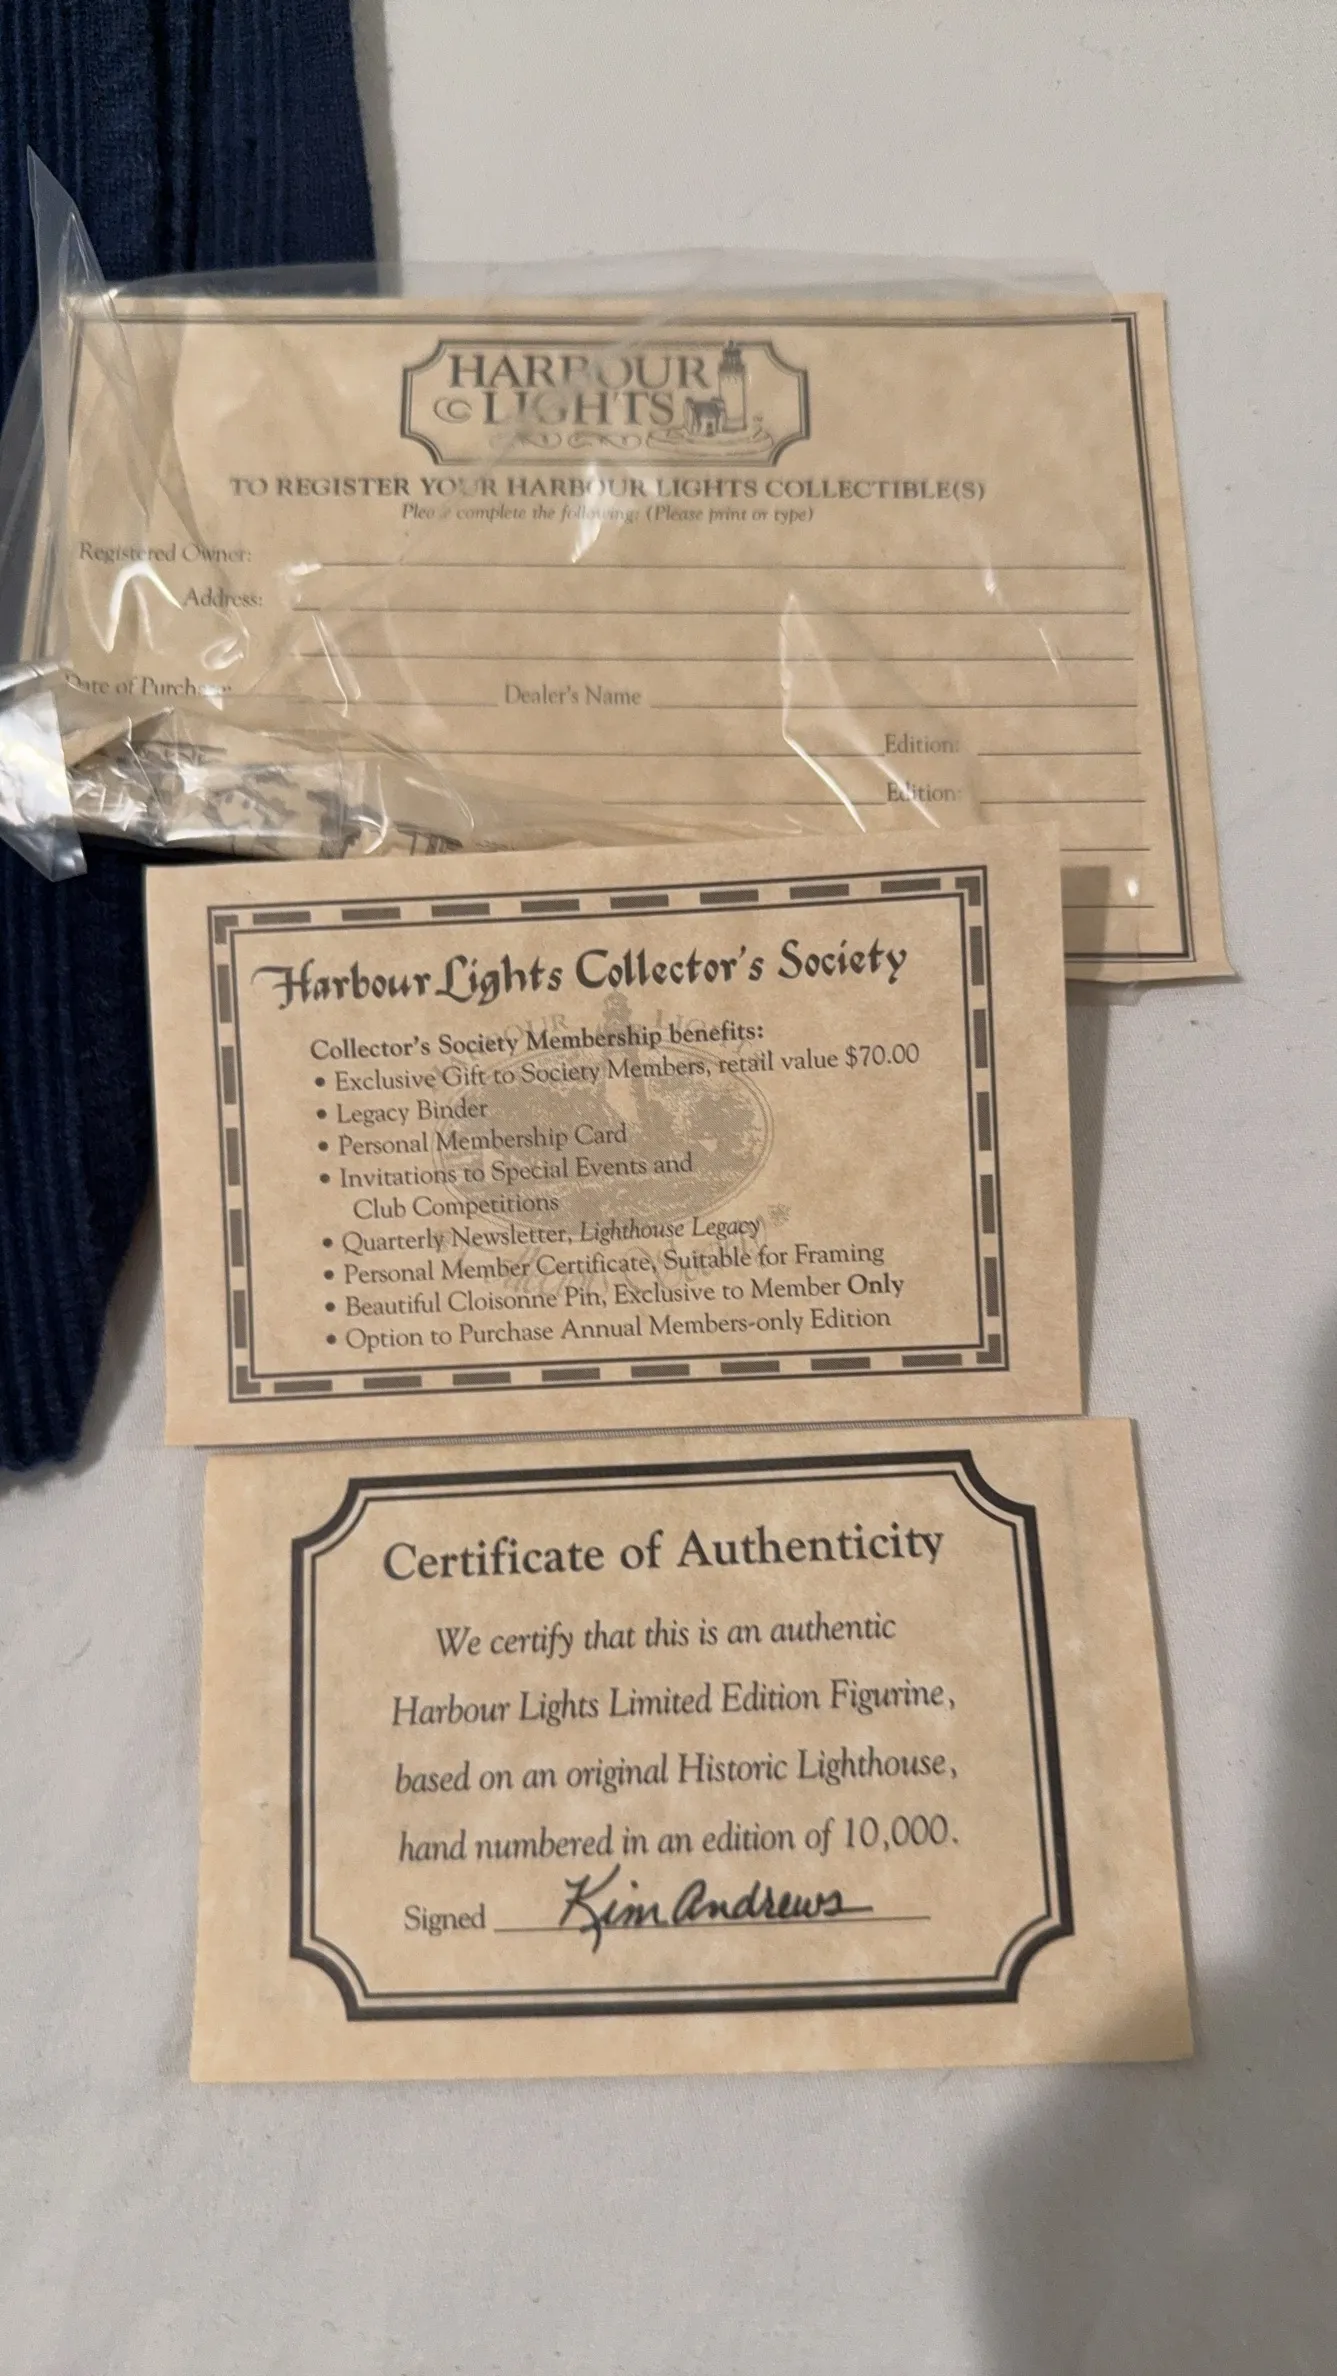 HARBOUR
LIGHTS
TO REGISTER YOUR HARBOUR LIGHTS COLLECTIBLE(S)
Please complete the following: (Please print or type)
Registered Owner:
Address:
Date of Purchase: Dealer's Name
Edition:
Edition:
Harbour Lights Collector's Society
Collector's Society Membership benefits:
• Exclusive Gift to Society Members, retail value $70.00
• Legacy Binder
• Personal Membership Card
• Invitations to Special Events and
Club Competitions
• Quarterly Newsletter, Lighthouse Legacy
• Personal Member Certificate, Suitable for Framing
• Beautiful Cloisonne Pin, Exclusive to Member Only
• Option to Purchase Annual Members-only Edition
Certificate of Authenticity
We certify that this is an authentic
Harbour Lights Limited Edition Figurine,
based on an original Historic Lighthouse,
hand numbered in an edition of 10,000.
Signed Kim Andrews